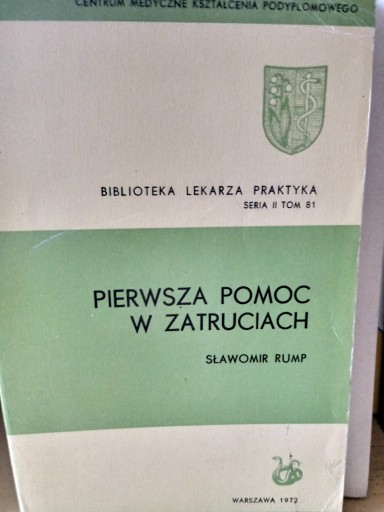 CENTRUM MEDYCZNE KSZTAŁCENIA PODYPLOMOWEGO
BIBLIOTEKA LEKARZA PRAKTYKA
SERIA II TOM 81
PIERWSZA POMOC
W ZATRUCIACH
SŁAWOMIR RUMP
WARSZAWA 1972